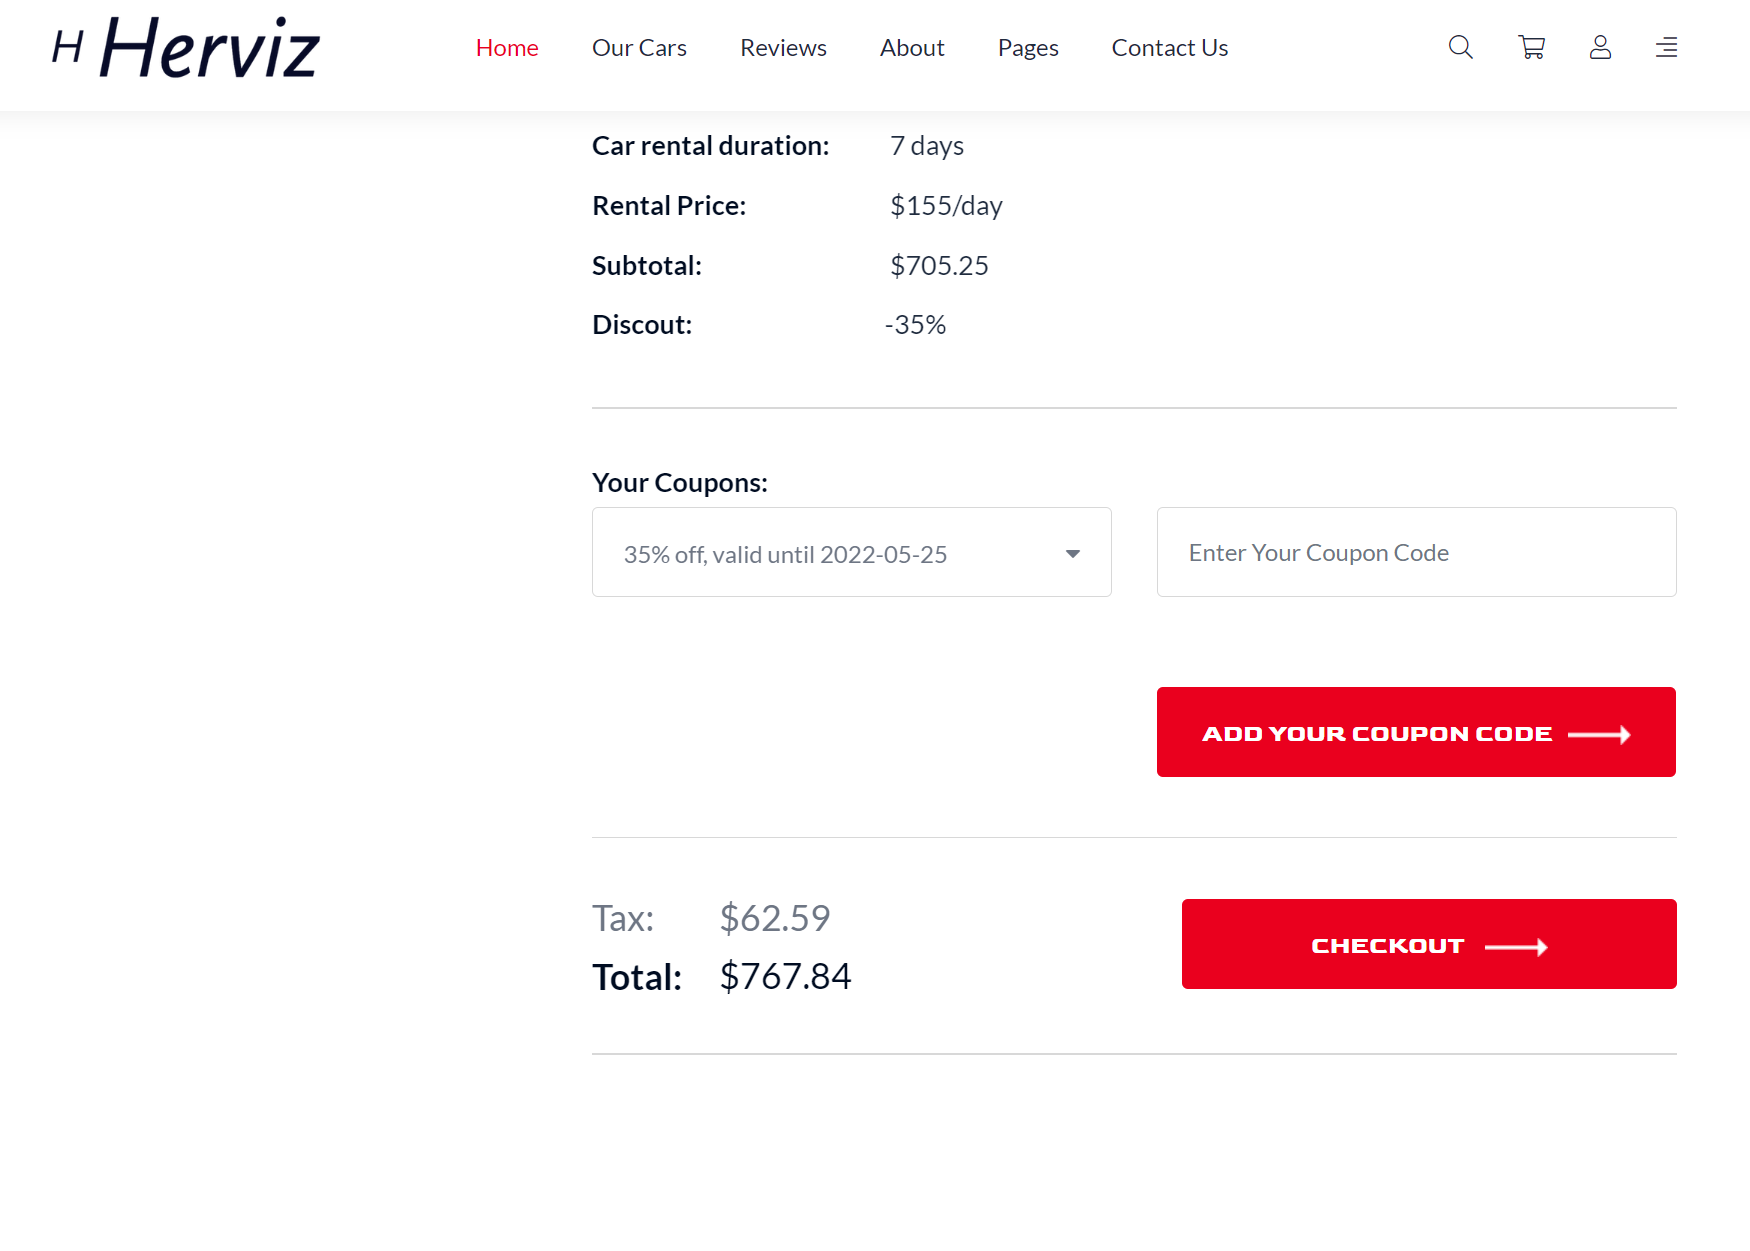 H Herviz Home Our Cars Reviews About Pages Contact Us
Car rental duration: 7 days
Rental Price: $155/day
Subtotal: $705.25
Discout: -35%
Your Coupons:
35% off, valid until 2022-05-25 Enter Your Coupon Code
ADD YOUR COUPON CODE
Tax: $62.59
CHECKOUT
Total: $767.84